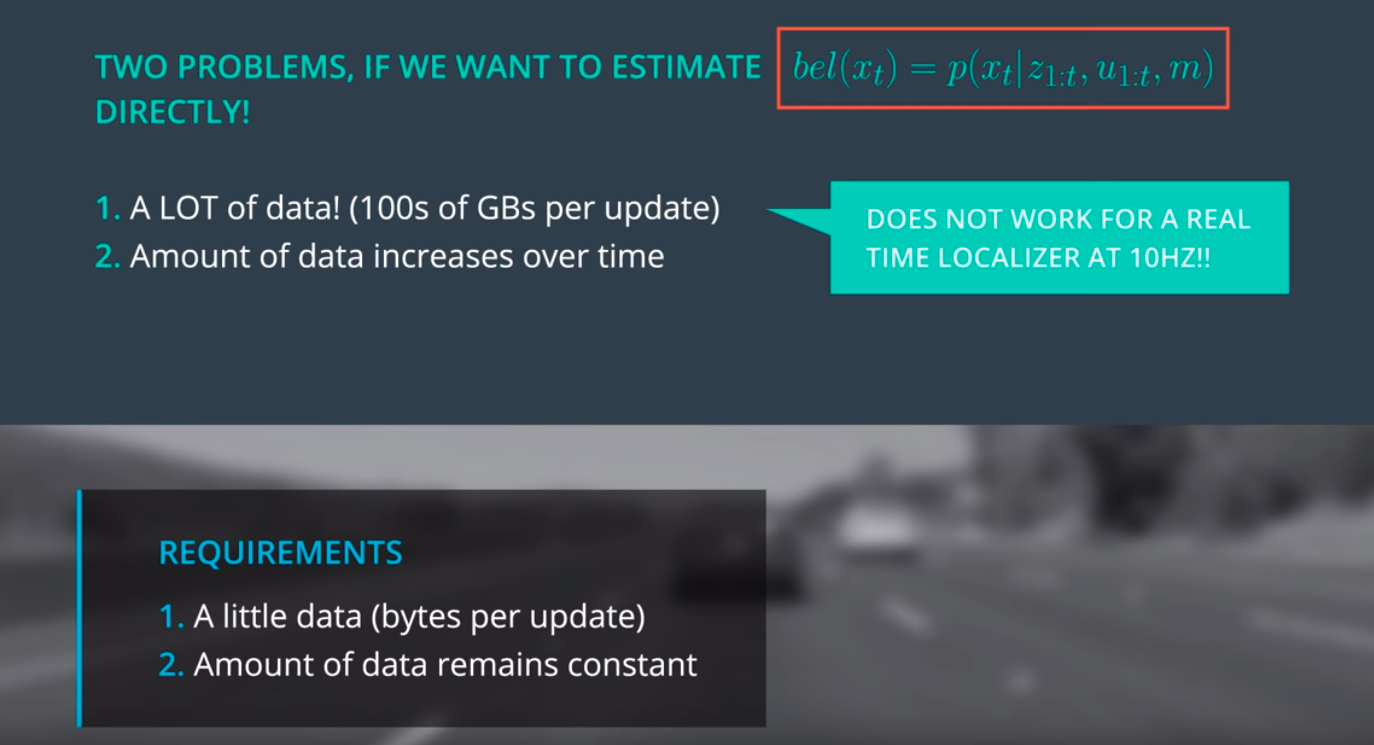 TWO PROBLEMS, IF WE WANT TO ESTIMATE bel(x_t) = p(x_t|z_{1:t}, u_{1:t}, m)
DIRECTLY!
1. A LOT of data! (100s of GBs per update)
2. Amount of data increases over time
DOES NOT WORK FOR A REAL
TIME LOCALIZER AT 10HZ!!
REQUIREMENTS
1. A little data (bytes per update)
2. Amount of data remains constant